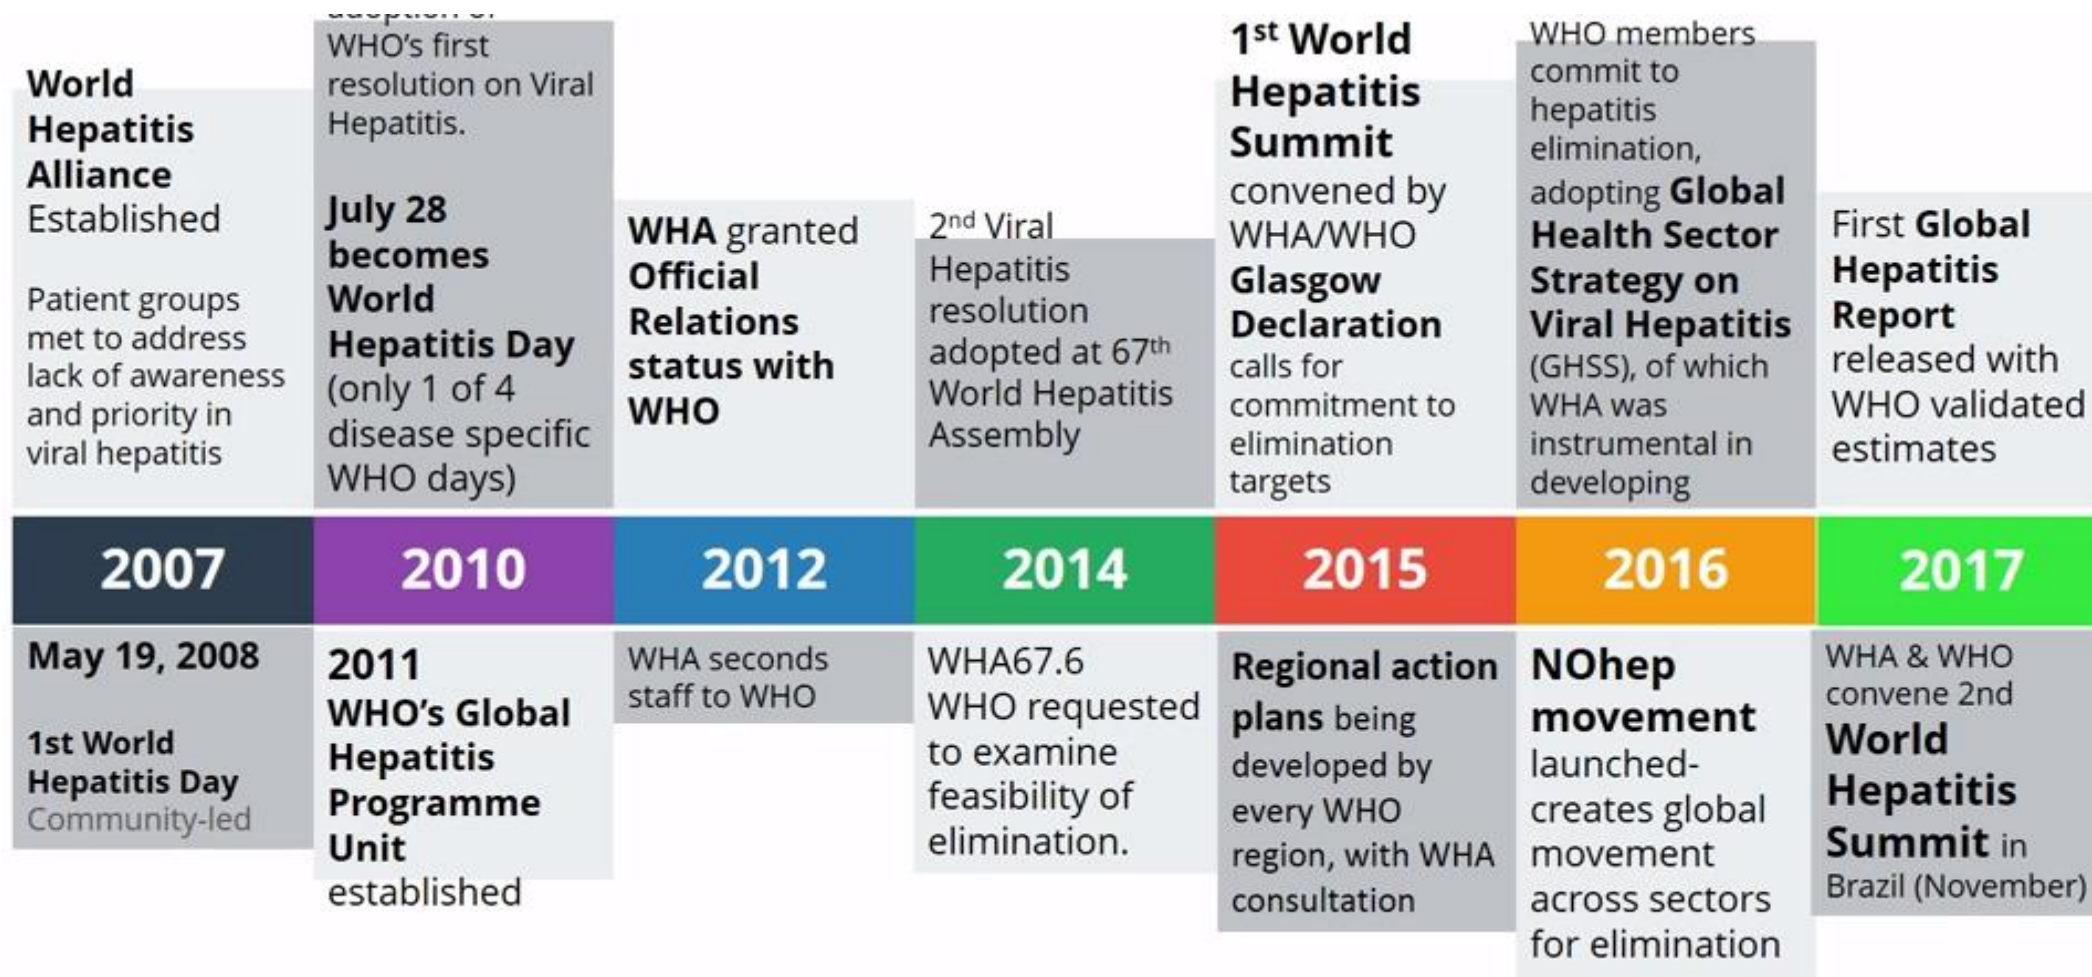 World
Hepatitis
Alliance
Established
Patient groups
met to address
lack of awareness
and priority in
viral hepatitis
adoption of
WHO’s first
resolution on Viral
Hepatitis.
July 28
becomes
World
Hepatitis Day
(only 1 of 4
disease specific
WHO days)
WHA granted
Official
Relations
status with
WHO
2nd Viral
Hepatitis
resolution
adopted at 67th
World Hepatitis
Assembly
1st World
Hepatitis
Summit
convened by
WHA/WHO
Glasgow
Declaration
calls for
commitment to
elimination
targets
WHO members
commit to
hepatitis
elimination,
adopting Global
Health Sector
Strategy on
Viral Hepatitis
(GHSS), of which
WHA was
instrumental in
developing
First Global
Hepatitis
Report
released with
WHO validated
estimates
2007 2010 2012 2014 2015 2016 2017
May 19, 2008
1st World
Hepatitis Day
Community-led
2011
WHO’s Global
Hepatitis
Programme
Unit
established
WHA seconds
staff to WHO
WHA67.6
WHO requested
to examine
feasibility of
elimination.
Regional action
plans being
developed by
every WHO
region, with WHA
consultation
NOhep
movement
launched-
creates global
movement
across sectors
for elimination
WHA & WHO
convene 2nd
World
Hepatitis
Summit in
Brazil (November)